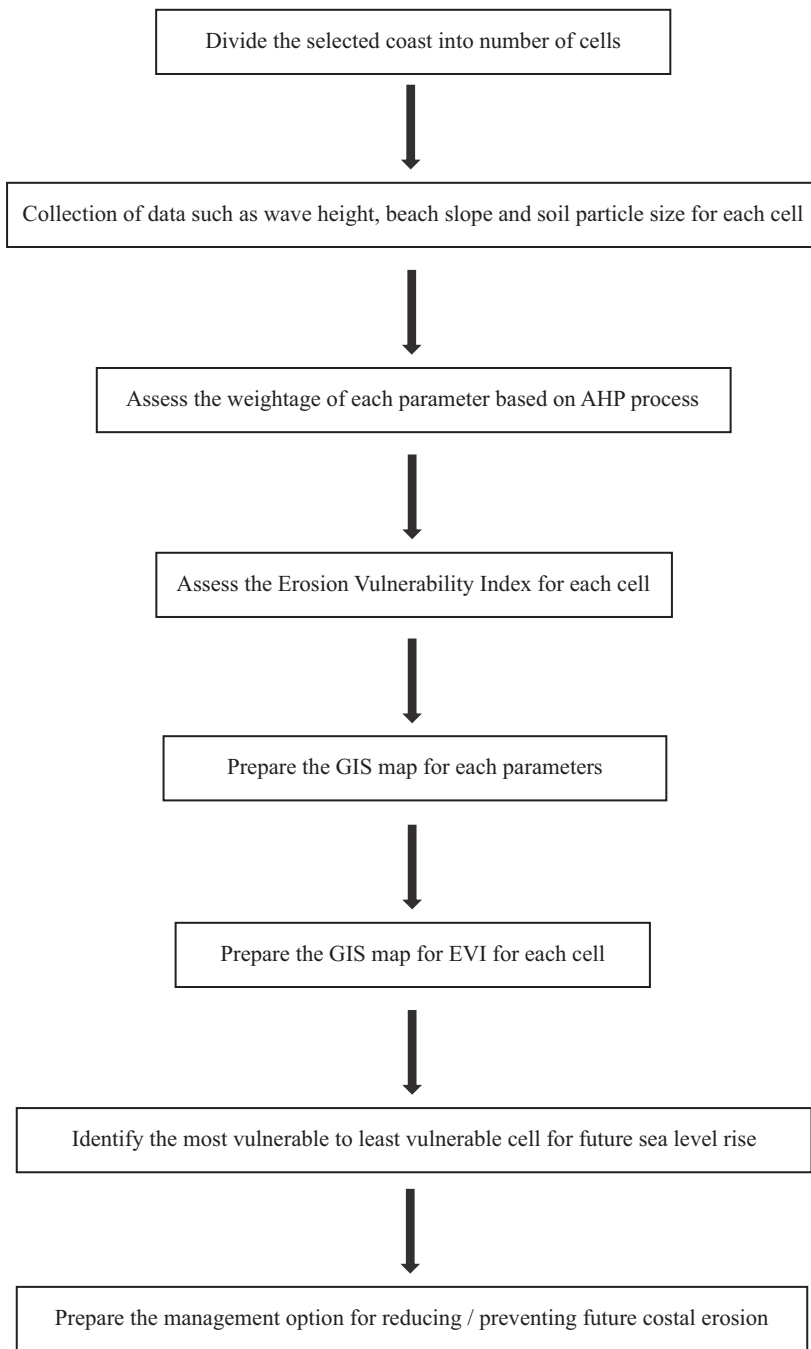 Divide the selected coast into number of cells
Collection of data such as wave height, beach slope and soil particle size for each cell
Assess the weightage of each parameter based on AHP process
Assess the Erosion Vulnerability Index for each cell
Prepare the GIS map for each parameters
Prepare the GIS map for EVI for each cell
Identify the most vulnerable to least vulnerable cell for future sea level rise
Prepare the management option for reducing / preventing future costal erosion